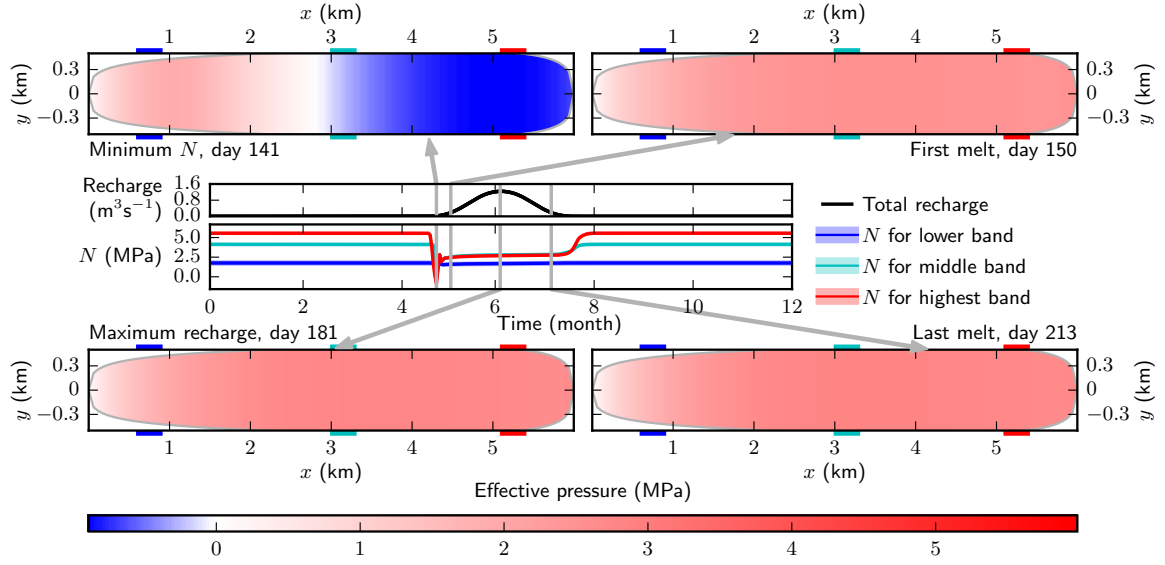 x (km)
x (km)
1 2 3 4 5
1 2 3 4 5
y (km)
0.3
0
−0.3
0.3
0
−0.3
y (km)
Minimum N, day 141
First melt, day 150
Recharge
(m³s⁻¹)
1.6
0.8
0.0
N (MPa)
5.0
2.5
0.0
0 2 4 6 8 10 12
Time (month)
Total recharge
N for lower band
N for middle band
N for highest band
Maximum recharge, day 181
Last melt, day 213
y (km)
0.3
0
−0.3
0.3
0
−0.3
y (km)
1 2 3 4 5
1 2 3 4 5
x (km)
x (km)
Effective pressure (MPa)
0 1 2 3 4 5